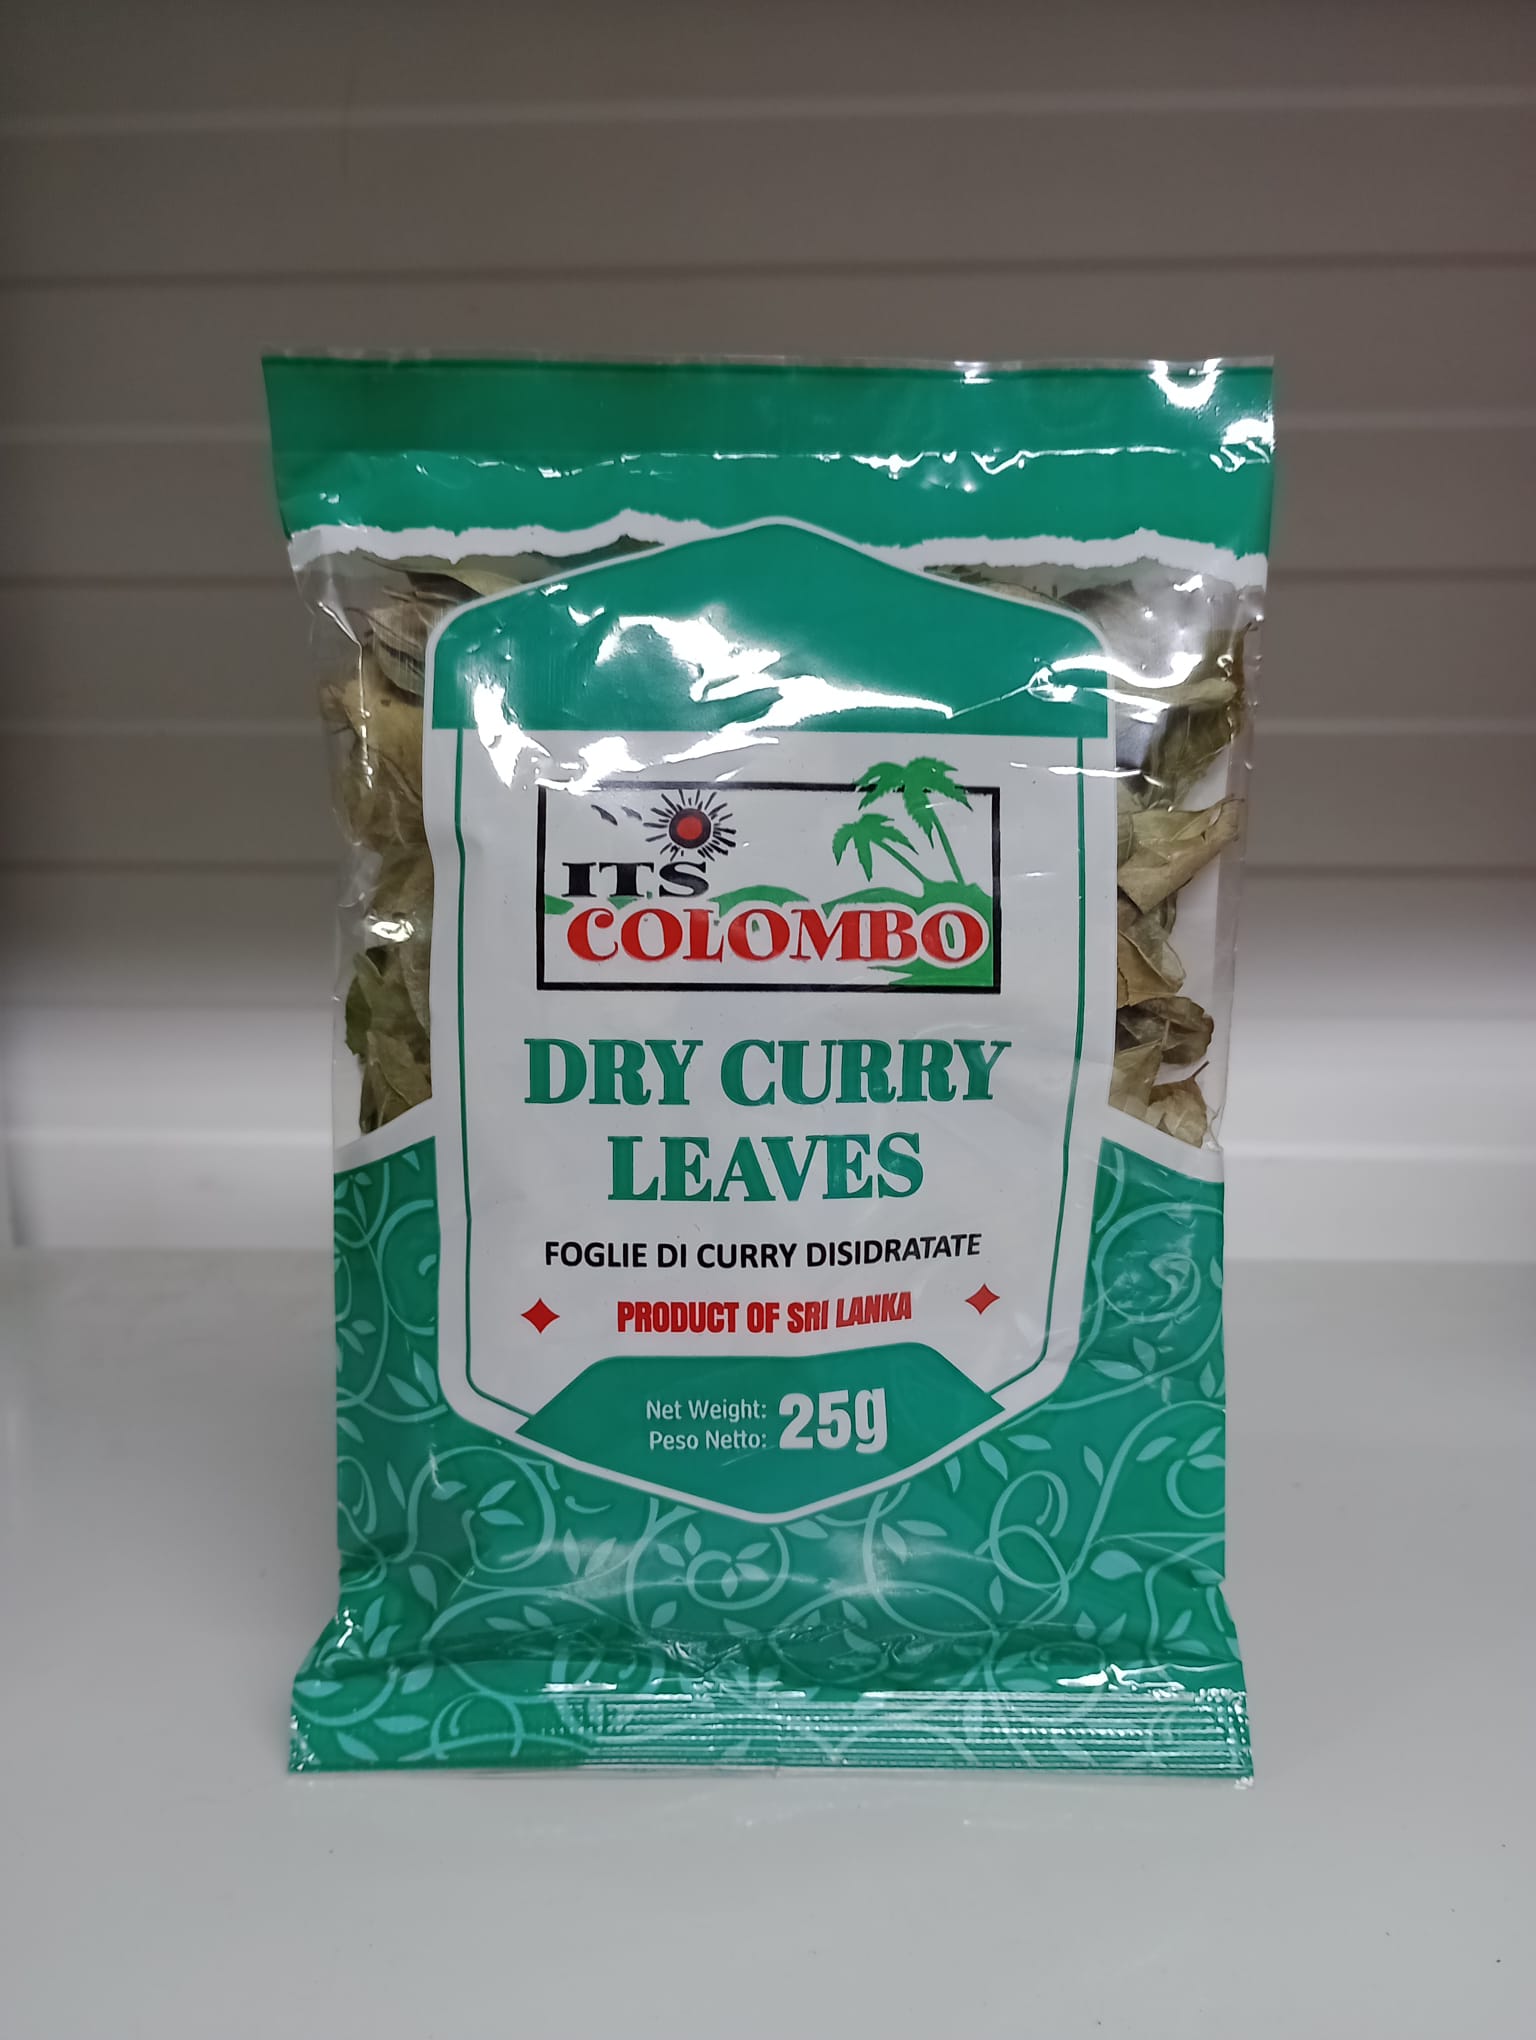 ITS
COLOMBO
DRY CURRY
LEAVES
FOGLIE DI CURRY DISIDRATATE
PRODUCT OF SRI LANKA
Net Weight: 25g
Peso Netto: